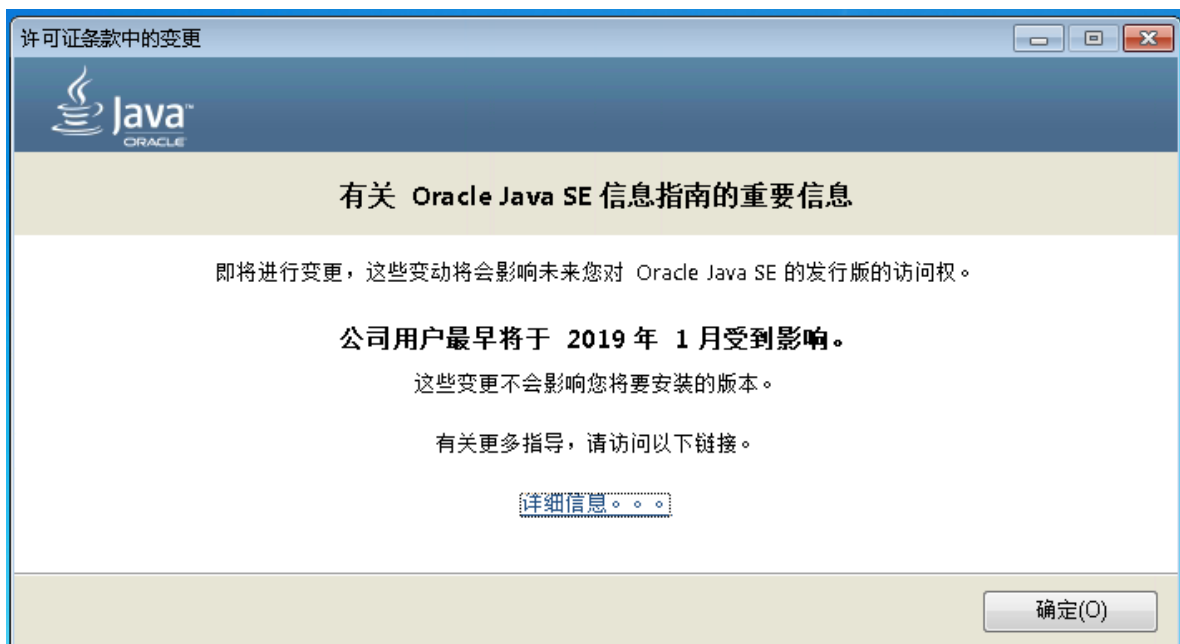 许可证条款中的变更
Java™
ORACLE
有关 Oracle Java SE 信息指南的重要信息
即将进行变更，这些变动将会影响未来您对 Oracle Java SE 的发行版的访问权。
公司用户最早将于 2019 年 1 月受到影响。
这些变更不会影响您将要安装的版本。
有关更多指导，请访问以下链接。
详细信息。。。
确定(O)